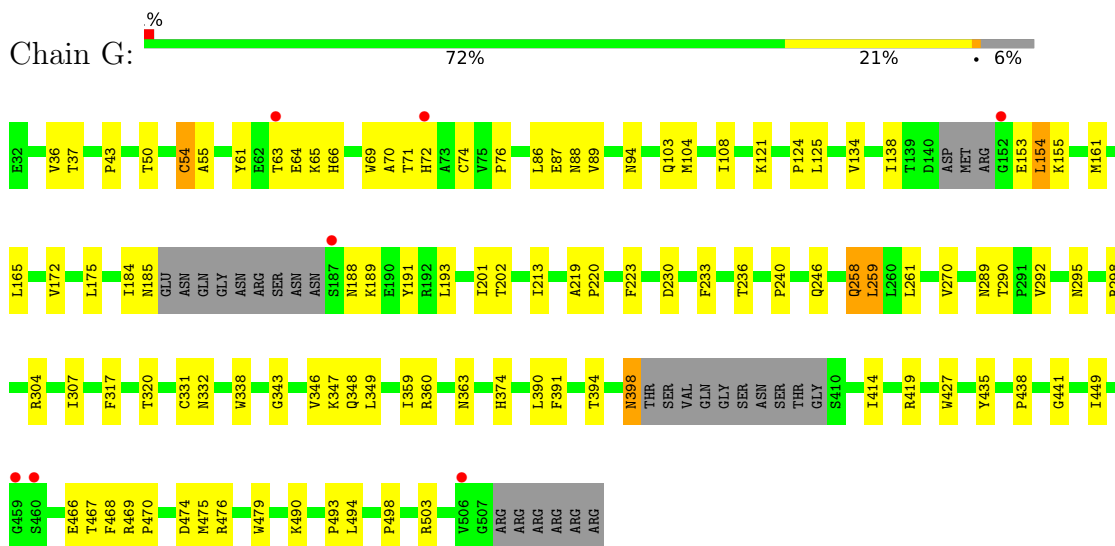 .%
Chain G:
72% 21% • 6%
E32 V36 T37 P43 T50 C54 A55 Y61 E62 T63 E64 K65 H66 W69 A70 T71 H72 A73 C74 V75 P76 L86 E87 N88 V89 N94 Q103 M104 I108 K121 P124 L125 V134 I138 T139 D140 ASP MET ARG G152 E153 L154 K155 M161
L165 V172 L175 I184 N185 GLU ASN GLN GLY ASN ARG SER ASN ASN S187 N188 K189 E190 Y191 R192 L193 I201 T202 I213 A219 P220 F223 D230 F233 T236 P240 Q246 Q258 L259 L260 L261 V270 N289 T290 P291 V292 N295
R304 I307 F317 T320 C331 N332 W338 G343 V346 K347 Q348 L349 I359 R360 N363 H374 L390 F391 T394 N398 THR SER VAL GLN GLY SER ASN SER THR GLY S410 I414 R419 W427 Y435 P438 G441 I449
G459 S460 E466 T467 F468 R469 P470 D474 M475 R476 W479 K490 P493 L494 P498 R503 V506 G507 ARG ARG ARG ARG ARG ARG